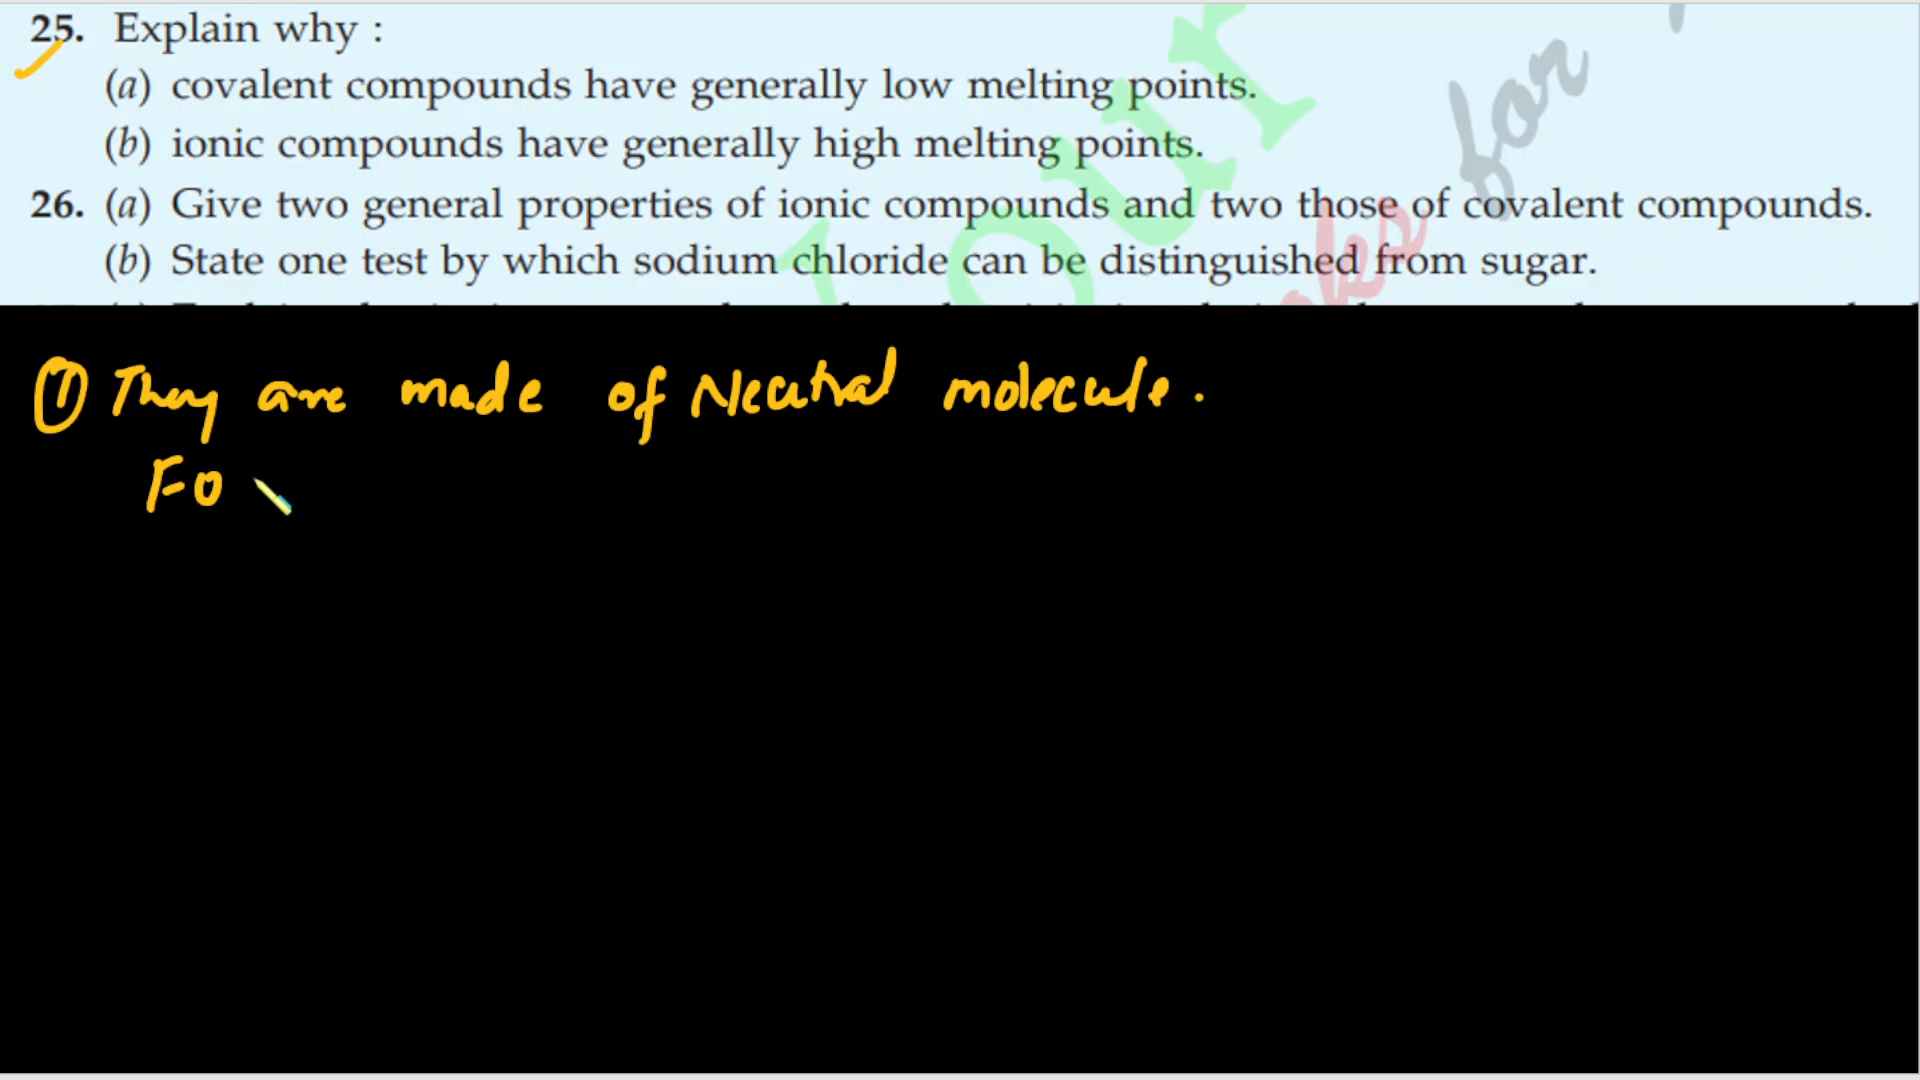 25. Explain why :
(a) covalent compounds have generally low melting points.
(b) ionic compounds have generally high melting points.
26. (a) Give two general properties of ionic compounds and two those of covalent compounds.
(b) State one test by which sodium chloride can be distinguished from sugar.
for
① They are made of Neutral molecule.
Fo